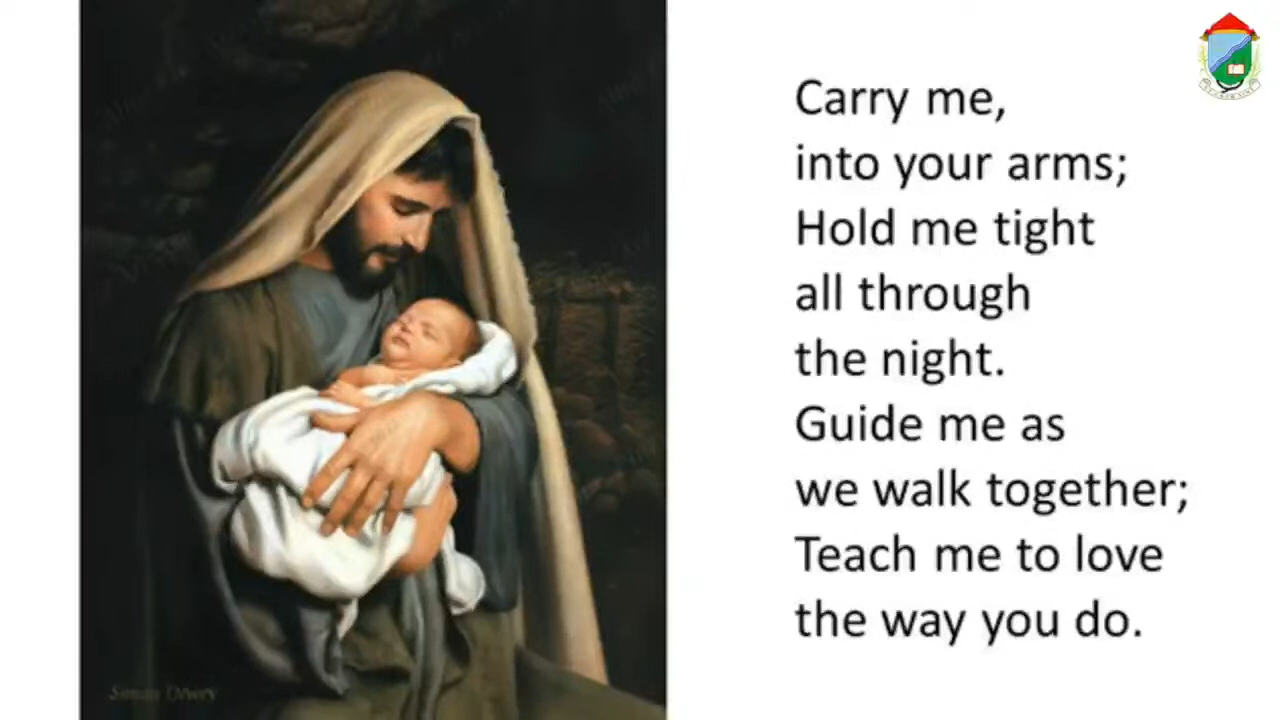 Carry me,
into your arms;
Hold me tight
all through
the night.
Guide me as
we walk together;
Teach me to love
the way you do.